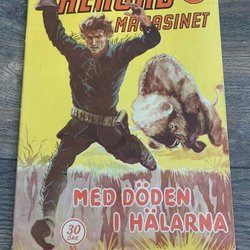 MAGASINET
MED DÖDEN
I HÄLARNA
30
ÖRE